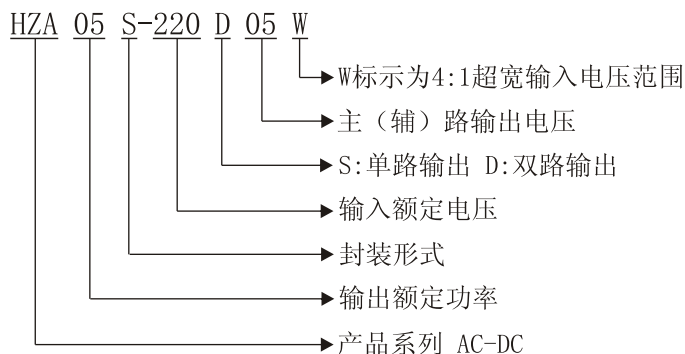 HZA 05 S-220 D 05 W
W标示为4:1超宽输入电压范围
主（辅）路输出电压
S:单路输出 D:双路输出
输入额定电压
封装形式
输出额定功率
产品系列 AC-DC